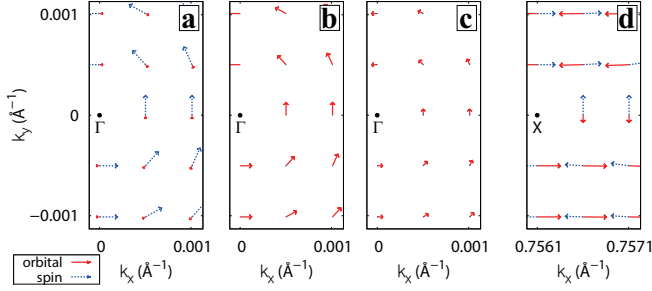 a b c d
0.001
0
−0.001
k_y (Å⁻¹)
Γ Γ Γ X
0 0.001 0 0.001 0 0.001 0.7561 0.7571
k_x (Å⁻¹) k_x (Å⁻¹) k_x (Å⁻¹) k_x (Å⁻¹)
orbital
spin